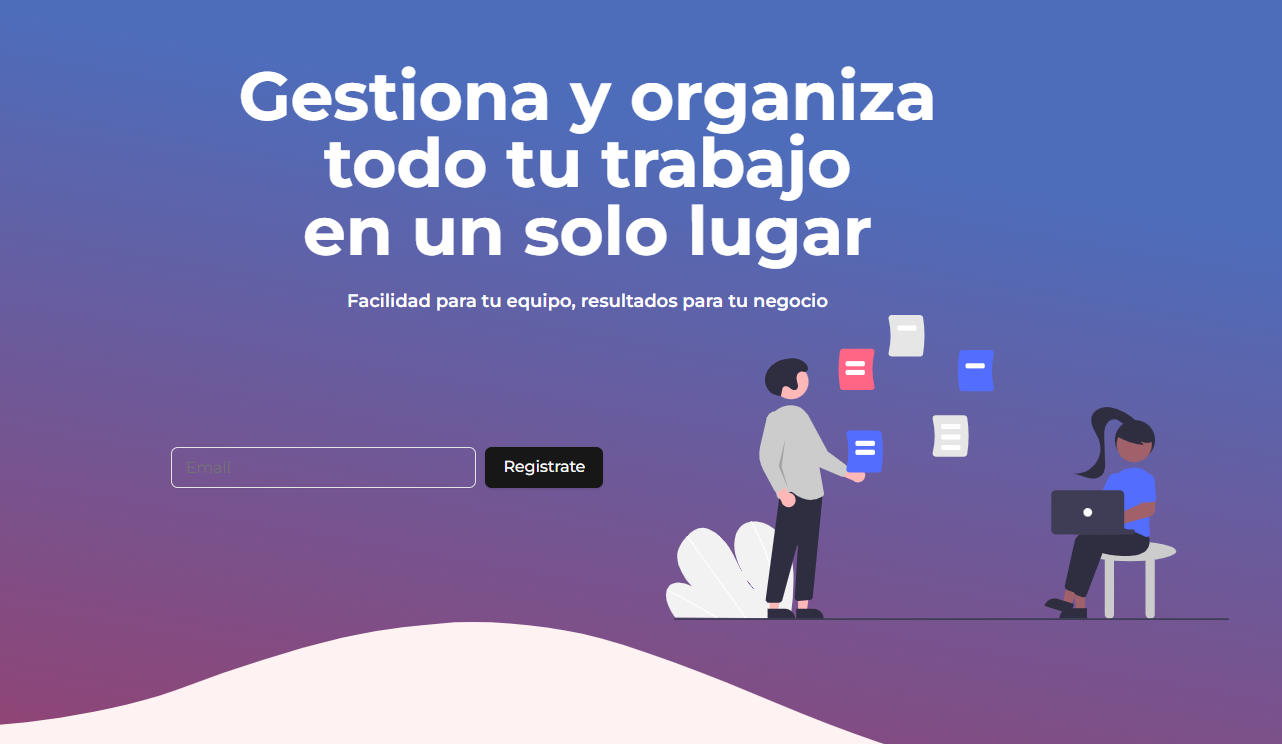 Gestiona y organiza
todo tu trabajo
en un solo lugar
Facilidad para tu equipo, resultados para tu negocio
Email
Registrate